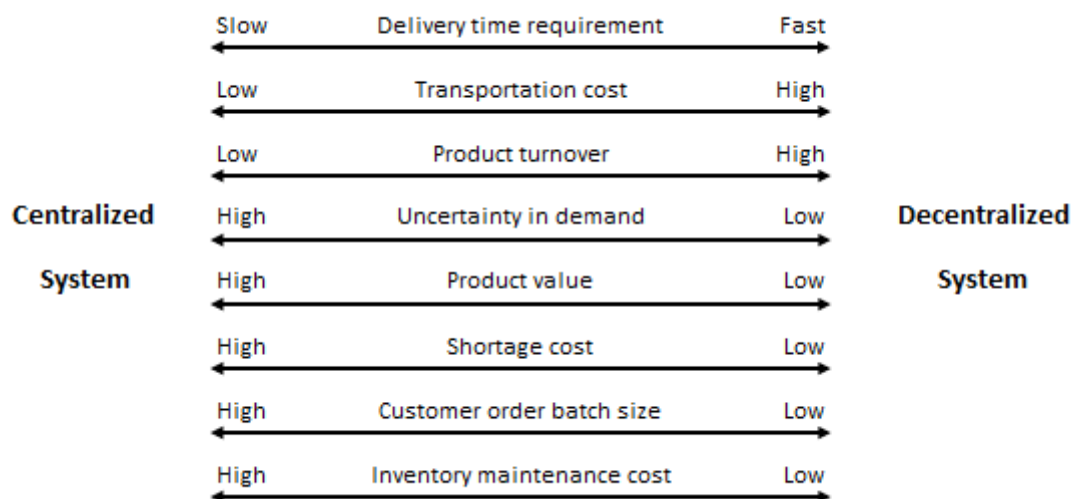 Slow Delivery time requirement Fast
Low Transportation cost High
Low Product turnover High
Centralized High Uncertainty in demand Low Decentralized
System High Product value Low System
High Shortage cost Low
High Customer order batch size Low
High Inventory maintenance cost Low